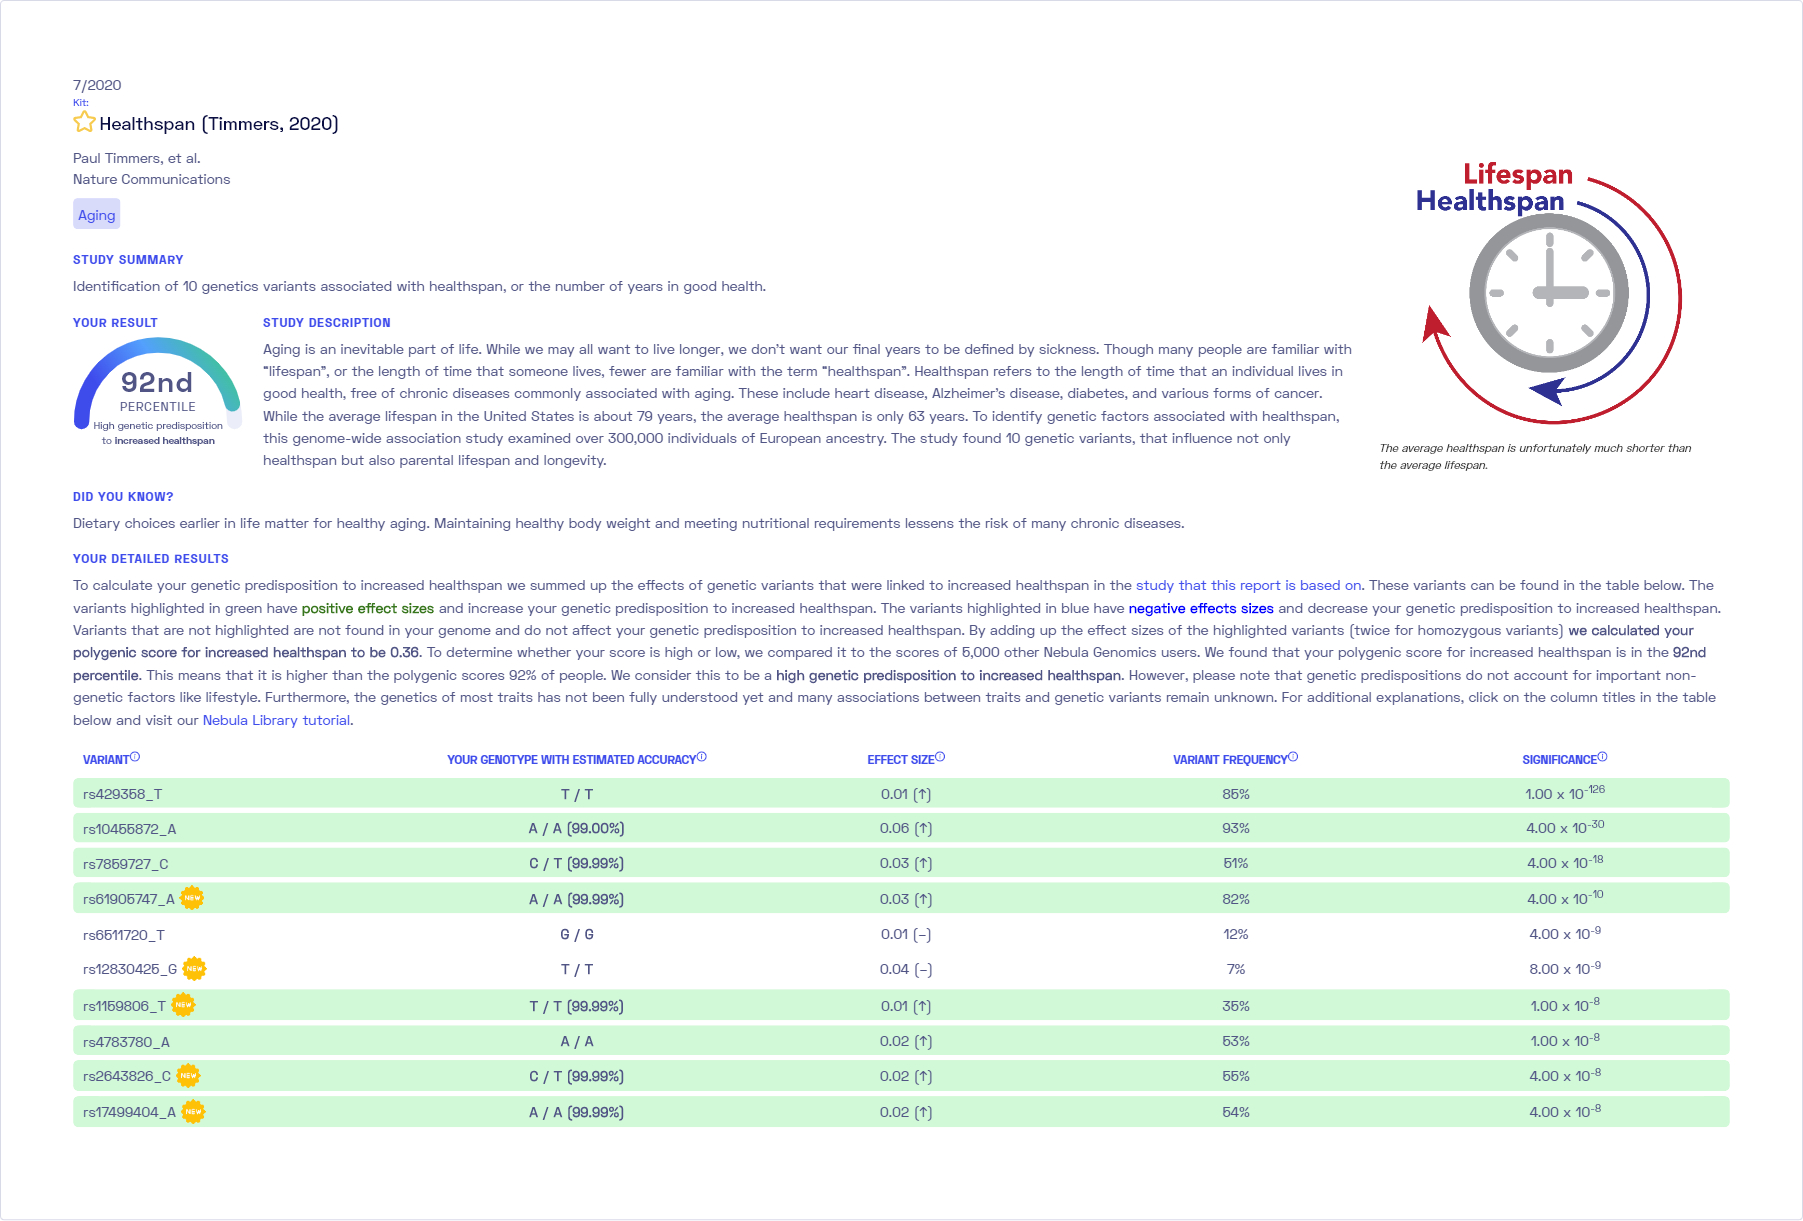 7/2020
Kit:
Healthspan (Timmers, 2020)
Paul Timmers, et al.
Nature Communications
Aging
Lifespan
Healthspan
STUDY SUMMARY
Identification of 10 genetics variants associated with healthspan, or the number of years in good health.
YOUR RESULT
92nd
PERCENTILE
High genetic predisposition
to increased healthspan
STUDY DESCRIPTION
Aging is an inevitable part of life. While we may all want to live longer, we don't want our final years to be defined by sickness. Though many people are familiar with
“lifespan”, or the length of time that someone lives, fewer are familiar with the term “healthspan”. Healthspan refers to the length of time that an individual lives in
good health, free of chronic diseases commonly associated with aging. These include heart disease, Alzheimer's disease, diabetes, and various forms of cancer.
While the average lifespan in the United States is about 79 years, the average healthspan is only 63 years. To identify genetic factors associated with healthspan,
this genome-wide association study examined over 300,000 individuals of European ancestry. The study found 10 genetic variants, that influence not only
healthspan but also parental lifespan and longevity.
The average healthspan is unfortunately much shorter than
the average lifespan.
DID YOU KNOW?
Dietary choices earlier in life matter for healthy aging. Maintaining healthy body weight and meeting nutritional requirements lessens the risk of many chronic diseases.
YOUR DETAILED RESULTS
To calculate your genetic predisposition to increased healthspan we summed up the effects of genetic variants that were linked to increased healthspan in the study that this report is based on. These variants can be found in the table below. The
variants highlighted in green have positive effect sizes and increase your genetic predisposition to increased healthspan. The variants highlighted in blue have negative effects sizes and decrease your genetic predisposition to increased healthspan.
Variants that are not highlighted are not found in your genome and do not affect your genetic predisposition to increased healthspan. By adding up the effect sizes of the highlighted variants (twice for homozygous variants) we calculated your
polygenic score for increased healthspan to be 0.36. To determine whether your score is high or low, we compared it to the scores of 5,000 other Nebula Genomics users. We found that your polygenic score for increased healthspan is in the 92nd
percentile. This means that it is higher than the polygenic scores 92% of people. We consider this to be a high genetic predisposition to increased healthspan. However, please note that genetic predispositions do not account for important non-
genetic factors like lifestyle. Furthermore, the genetics of most traits has not been fully understood yet and many associations between traits and genetic variants remain unknown. For additional explanations, click on the column titles in the table
below and visit our Nebula Library tutorial.
VARIANT YOUR GENOTYPE WITH ESTIMATED ACCURACY EFFECT SIZE VARIANT FREQUENCY SIGNIFICANCE
rs429358_T T / T 0.01 (↑) 85% 1.00 x 10⁻¹²⁶
rs10455872_A A / A (99.00%) 0.06 (↑) 93% 4.00 x 10⁻³⁰
rs7859727_C C / T (99.99%) 0.03 (↑) 51% 4.00 x 10⁻¹⁸
rs61905747_A NEW A / A (99.99%) 0.03 (↑) 82% 4.00 x 10⁻¹⁰
rs6511720_T G / G 0.01 (–) 12% 4.00 x 10⁻⁹
rs12830425_G NEW T / T 0.04 (–) 7% 8.00 x 10⁻⁹
rs1159806_T NEW T / T (99.99%) 0.01 (↑) 35% 1.00 x 10⁻⁸
rs4783780_A A / A 0.02 (↑) 53% 1.00 x 10⁻⁸
rs2643826_C NEW C / T (99.99%) 0.02 (↑) 55% 4.00 x 10⁻⁸
rs17499404_A NEW A / A (99.99%) 0.02 (↑) 54% 4.00 x 10⁻⁸